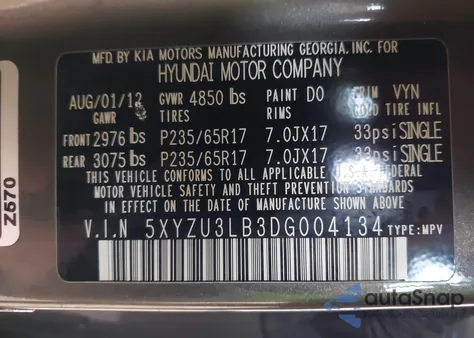 MFD. BY KIA MOTORS MANUFACTURING GEORGIA, INC. FOR
HYUNDAI MOTOR COMPANY
AUG/01/12 GVWR 4850 lbs PAINT DO TRIM VYN
GAWR TIRES RIMS COLD TIRE INFL
FRONT 2976 lbs P235/65R17 7.0JX17 33psi SINGLE
REAR 3075 lbs P235/65R17 7.0JX17 33psi SINGLE
THIS VEHICLE CONFORMS TO ALL APPLICABLE FEDERAL
MOTOR VEHICLE SAFETY AND THEFT PREVENTION STANDARDS
IN EFFECT ON THE DATE OF MANUFACTURE SHOWN ABOVE.
V.I.N 5XYZU3LB3DG004134 TYPE: MPV
Z570
autoSnap